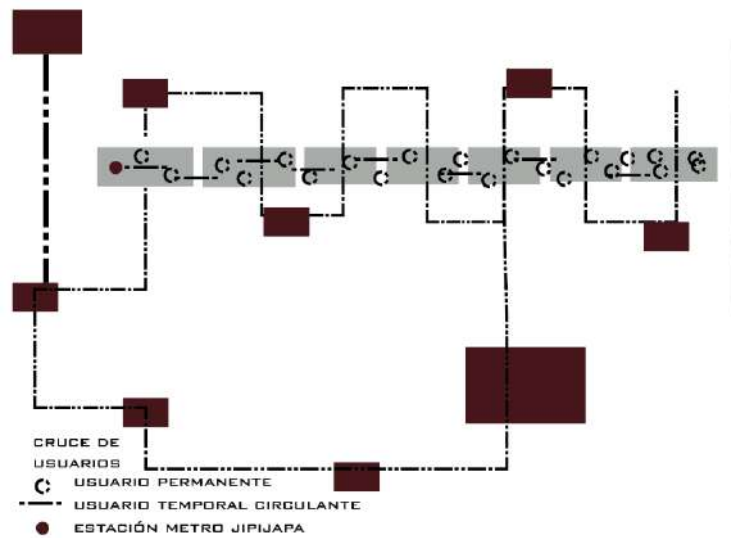 CRUCE DE
USUARIOS
USUARIO PERMANENTE
USUARIO TEMPORAL CIRCULANTE
ESTACIÓN METRO JIPIJAPA